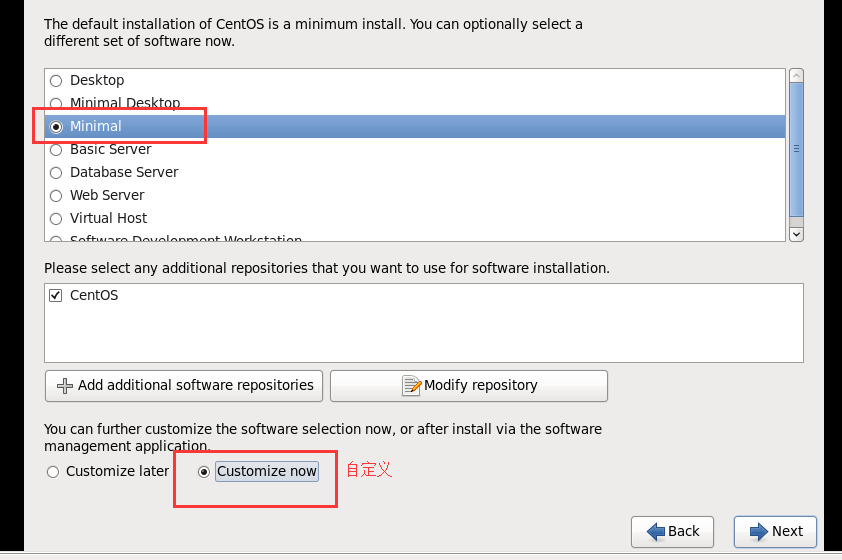 The default installation of CentOS is a minimum install. You can optionally select a
different set of software now.
Desktop
Minimal Desktop
Minimal
Basic Server
Database Server
Web Server
Virtual Host
Software Development Workstation
Please select any additional repositories that you want to use for software installation.
CentOS
Add additional software repositories
Modify repository
You can further customize the software selection now, or after install via the software
management application.
Customize later
Customize now
自定义
Back
Next